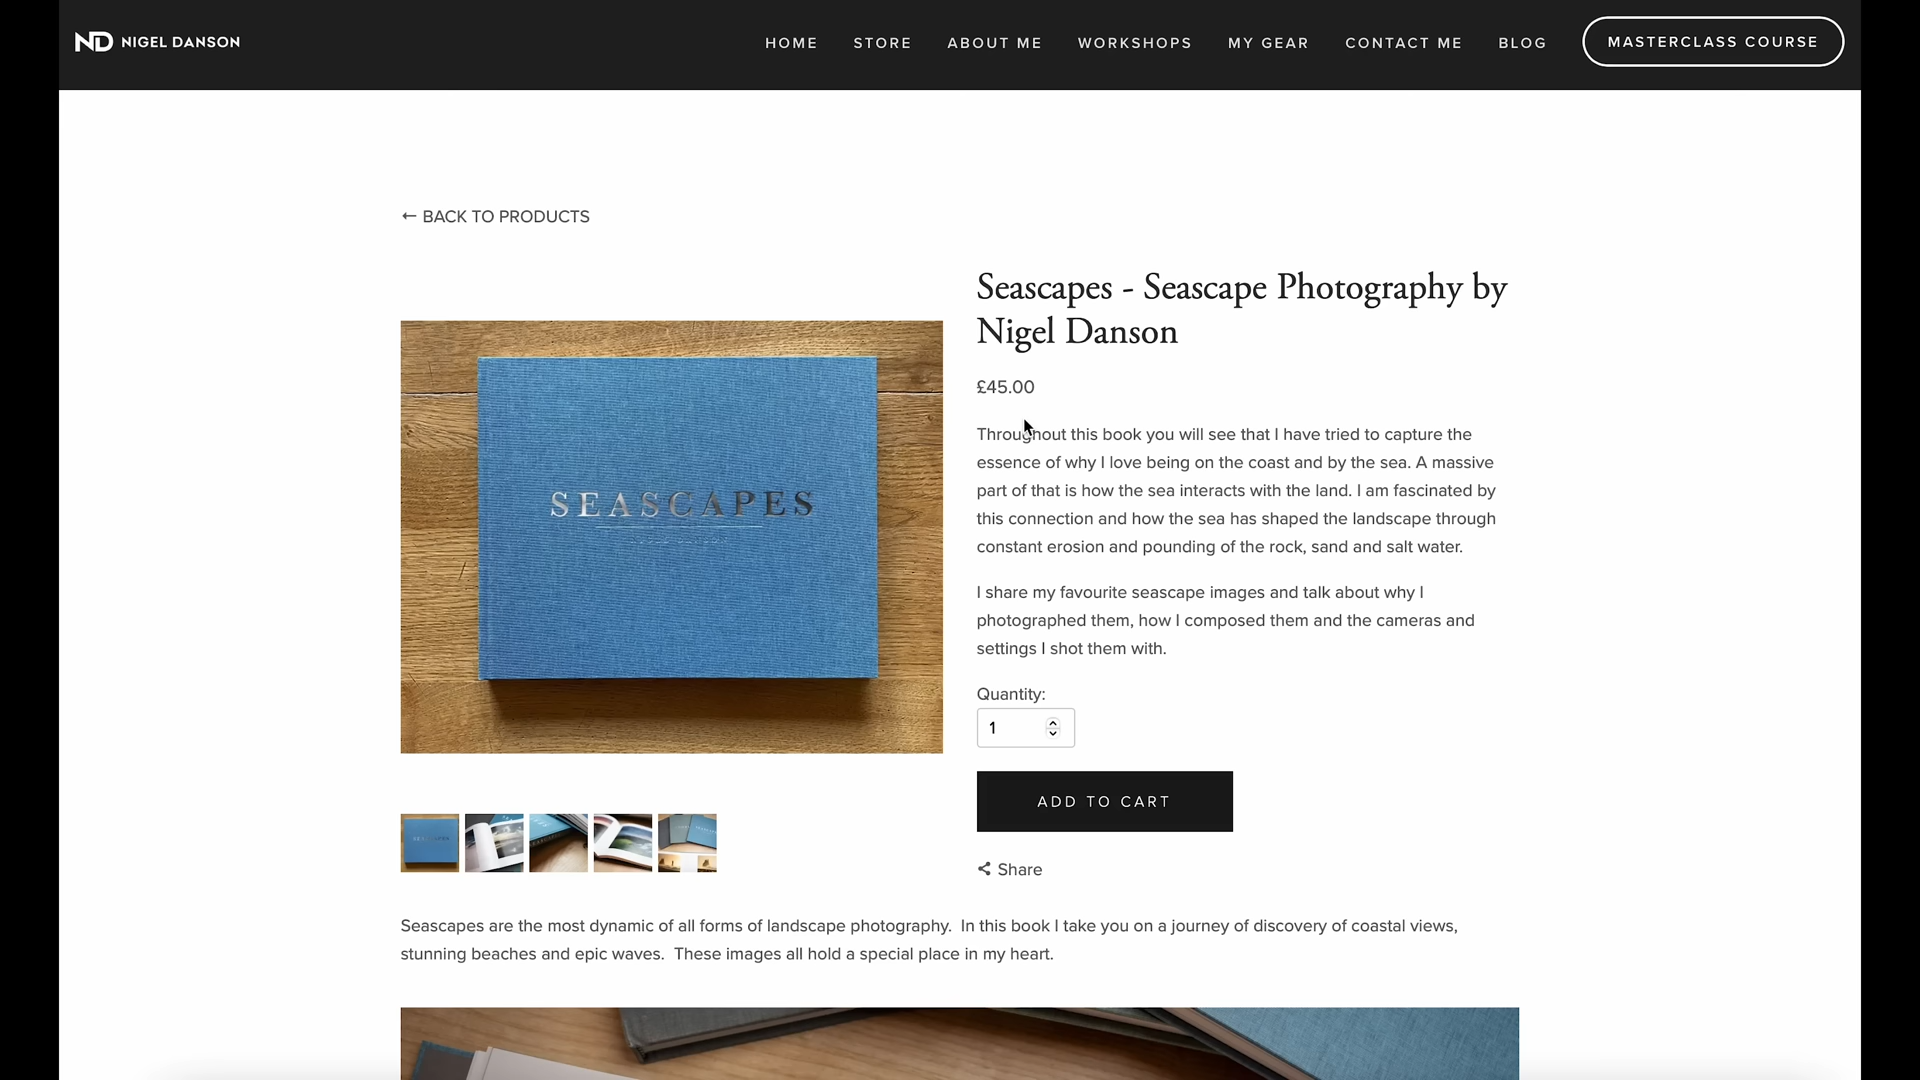 ND NIGEL DANSON
HOME STORE ABOUT ME WORKSHOPS MY GEAR CONTACT ME BLOG MASTERCLASS COURSE
← BACK TO PRODUCTS
Seascapes - Seascape Photography by
Nigel Danson
£45.00
Throughout this book you will see that I have tried to capture the
essence of why I love being on the coast and by the sea. A massive
part of that is how the sea interacts with the land. I am fascinated by
this connection and how the sea has shaped the landscape through
constant erosion and pounding of the rock, sand and salt water.
I share my favourite seascape images and talk about why I
photographed them, how I composed them and the cameras and
settings I shot them with.
Quantity:
1
ADD TO CART
Share
SEASCAPES
Seascapes are the most dynamic of all forms of landscape photography. In this book I take you on a journey of discovery of coastal views,
stunning beaches and epic waves. These images all hold a special place in my heart.